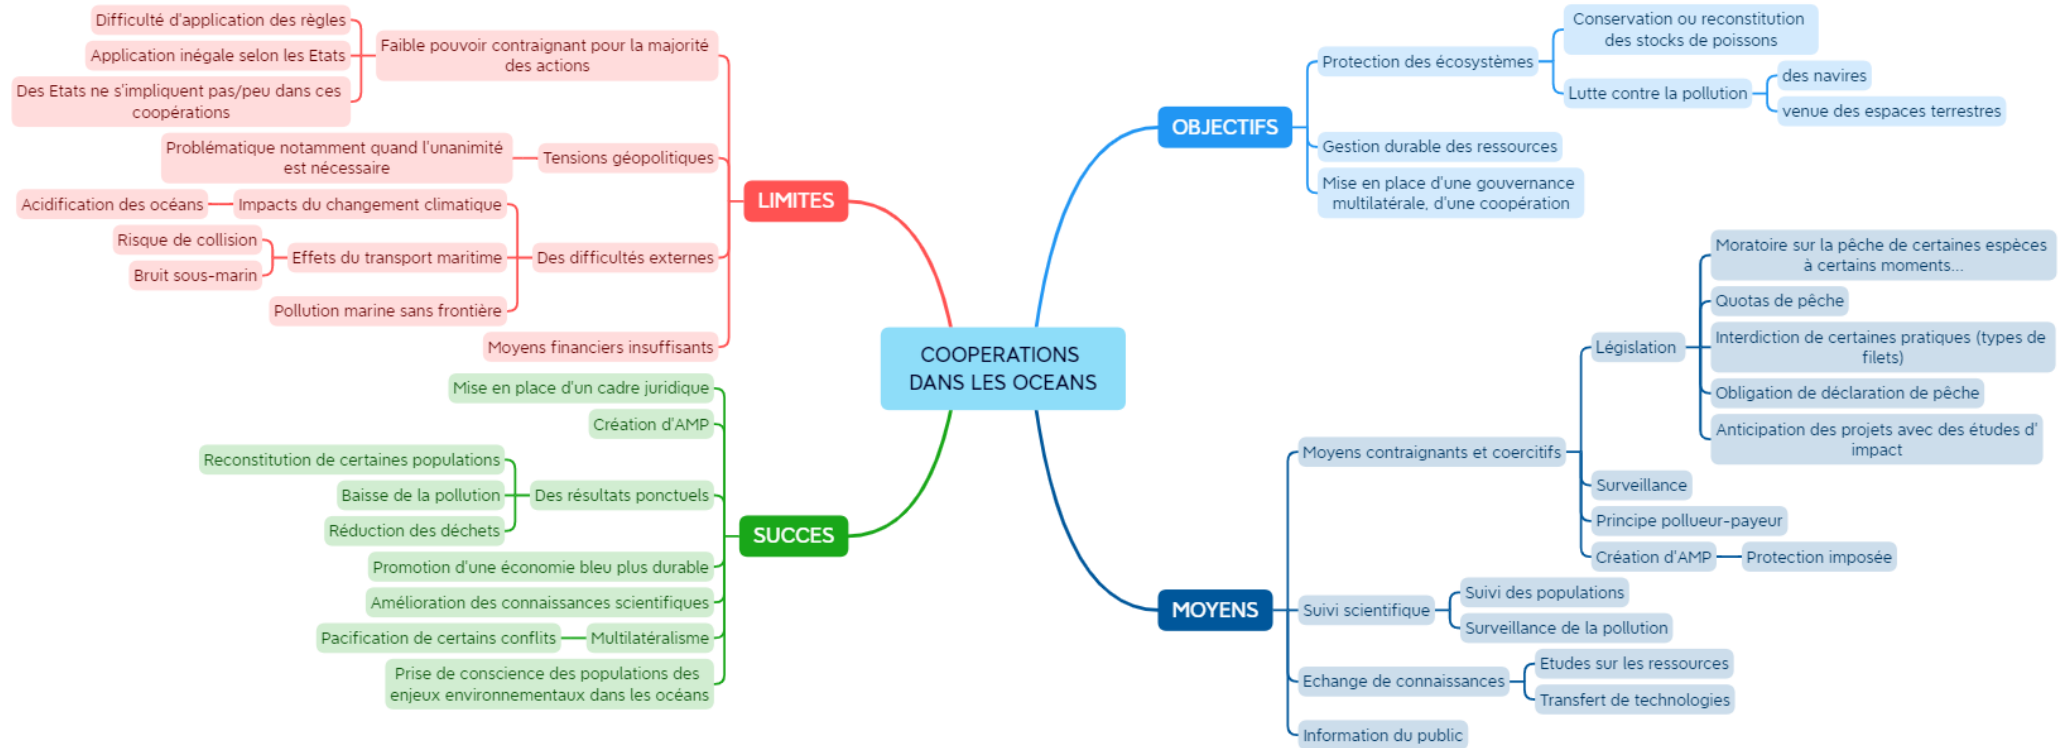 COOPERATIONS
DANS LES OCEANS
OBJECTIFS
Protection des écosystèmes
Conservation ou reconstitution
des stocks de poissons
Lutte contre la pollution
des navires
venue des espaces terrestres
Gestion durable des ressources
Mise en place d'une gouvernance
multilatérale, d'une coopération
MOYENS
Moyens contraignants et coercitifs
Législation
Moratoire sur la pêche de certaines espèces
à certains moments...
Quotas de pêche
Interdiction de certaines pratiques (types de
filets)
Obligation de déclaration de pêche
Anticipation des projets avec des études d'
impact
Surveillance
Principe pollueur-payeur
Création d'AMP
Protection imposée
Suivi scientifique
Suivi des populations
Surveillance de la pollution
Echange de connaissances
Etudes sur les ressources
Transfert de technologies
Information du public
LIMITES
Faible pouvoir contraignant pour la majorité
des actions
Difficulté d'application des règles
Application inégale selon les Etats
Des Etats ne s'impliquent pas/peu dans ces
coopérations
Tensions géopolitiques
Problématique notamment quand l'unanimité
est nécessaire
Des difficultés externes
Impacts du changement climatique
Acidification des océans
Effets du transport maritime
Risque de collision
Bruit sous-marin
Pollution marine sans frontière
Moyens financiers insuffisants
SUCCES
Mise en place d'un cadre juridique
Création d'AMP
Des résultats ponctuels
Reconstitution de certaines populations
Baisse de la pollution
Réduction des déchets
Promotion d'une économie bleu plus durable
Amélioration des connaissances scientifiques
Multilatéralisme
Pacification de certains conflits
Prise de conscience des populations des
enjeux environnementaux dans les océans